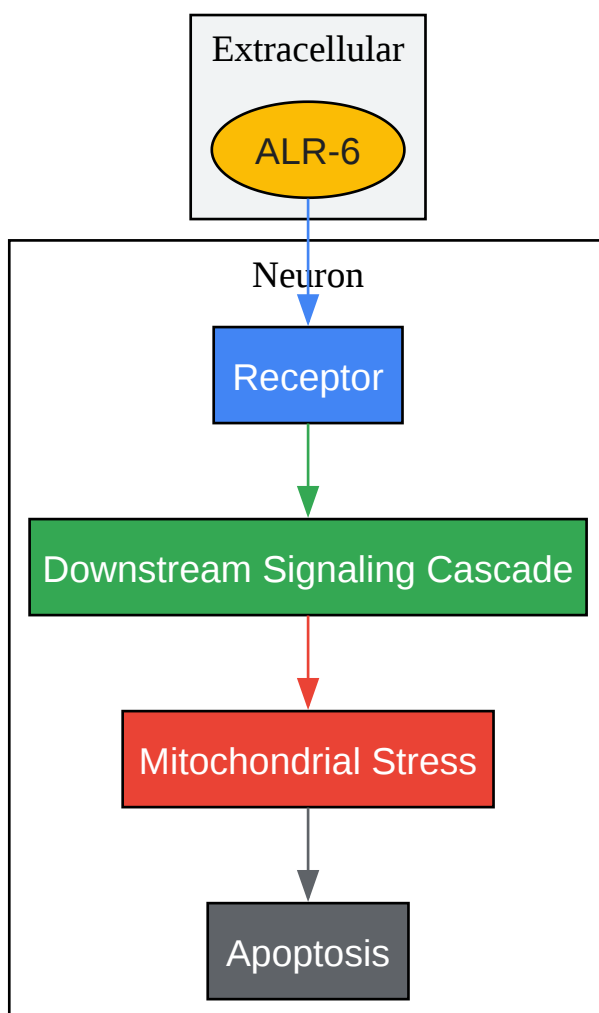 Extracellular
ALR-6
Neuron
Receptor
Downstream Signaling Cascade
Mitochondrial Stress
Apoptosis